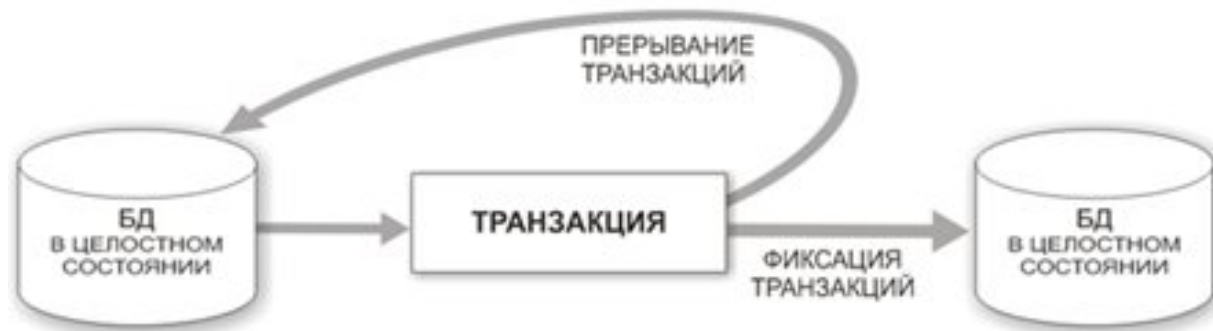 ПРЕРЫВАНИЕ
ТРАНЗАКЦИЙ
БД
В ЦЕЛОСТНОМ
СОСТОЯНИИ
ТРАНЗАКЦИЯ
ФИКСАЦИЯ
ТРАНЗАКЦИЙ
БД
В ЦЕЛОСТНОМ
СОСТОЯНИИ